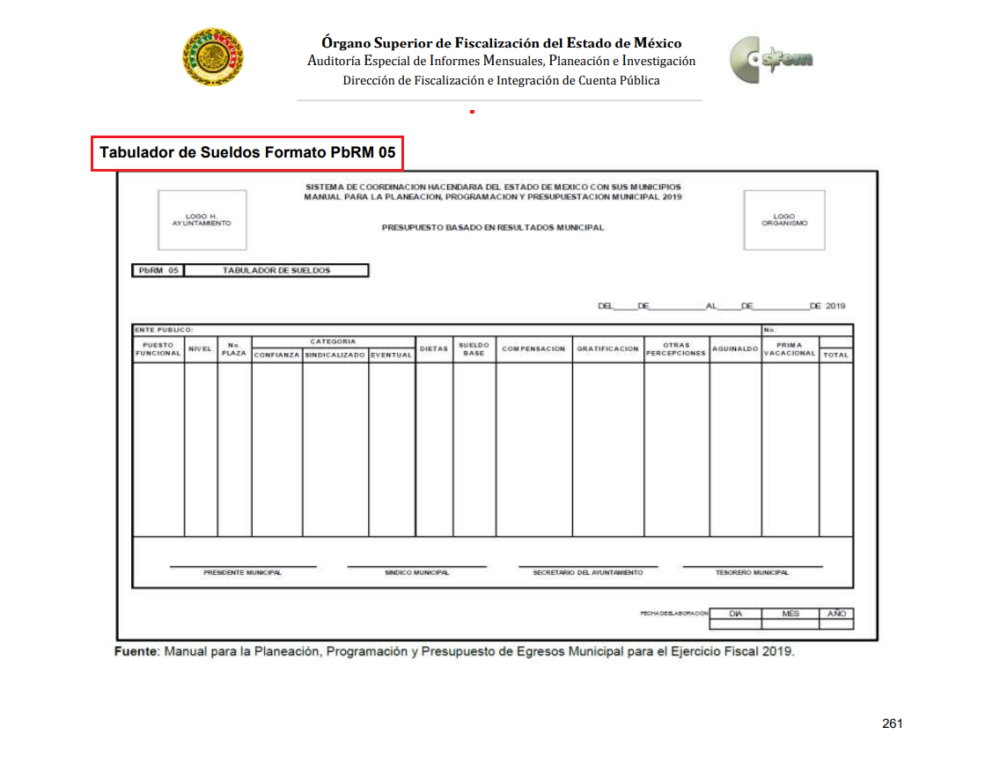 Órgano Superior de Fiscalización del Estado de México
Auditoría Especial de Informes Mensuales, Planeación e Investigación
Dirección de Fiscalización e Integración de Cuenta Pública
osfem
Tabulador de Sueldos Formato PbRM 05
SISTEMA DE COORDINACION HACENDARIA DEL ESTADO DE MEXICO CON SUS MUNICIPIOS
MANUAL PARA LA PLANEACION, PROGRAMACION Y PRESUPUESTACION MUNICIPAL 2019
LOGO H.
AYUNTAMIENTO
LOGO
ORGANISMO
PRESUPUESTO BASADO EN RESULTADOS MUNICIPAL
PbRM 05 TABULADOR DE SUELDOS
DEL____DE__________AL____DE__________DE 2019
ENTE PUBLICO: No.
PUESTO
FUNCIONAL
NIVEL
No.
PLAZA
CATEGORIA
CONFIANZA SINDICALIZADO EVENTUAL
DIETAS
SUELDO
BASE
COMPENSACION
GRATIFICACION
OTRAS
PERCEPCIONES
AGUINALDO
PRIMA
VACACIONAL
TOTAL
PRESIDENTE MUNICIPAL SINDICO MUNICIPAL SECRETARIO DEL AYUNTAMIENTO TESORERO MUNICIPAL
FECHA DE ELABORACION DIA MES AÑO
Fuente: Manual para la Planeación, Programación y Presupuesto de Egresos Municipal para el Ejercicio Fiscal 2019.
261